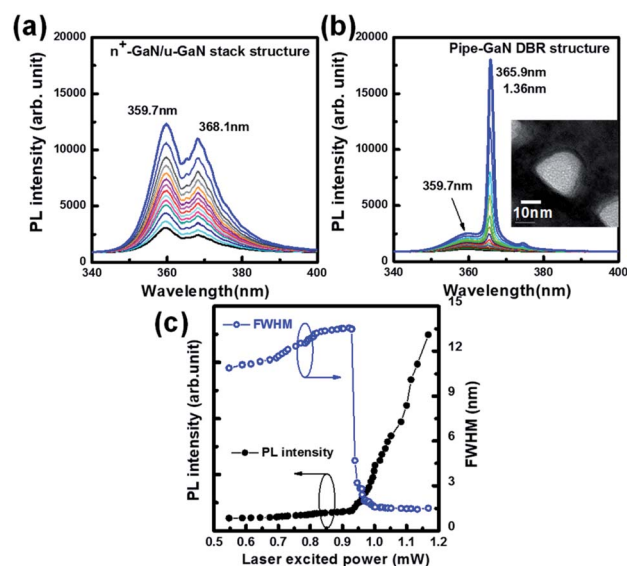 (a)
PL intensity (arb. unit)
20000
15000
10000
5000
0
n+-GaN/u-GaN stack structure
359.7nm
368.1nm
340 360 380 400
Wavelength(nm)
(b)
PL intensity (arb. unit)
20000
15000
10000
5000
0
Pipe-GaN DBR structure
365.9nm
1.36nm
359.7nm
10nm
340 360 380 400
Wavelength(nm)
(c)
PL intensity (arb.unit)
FWHM
PL intensity
15
12
9
6
3
0
FWHM (nm)
0.5 0.6 0.7 0.8 0.9 1.0 1.1 1.2
Laser excited power (mW)